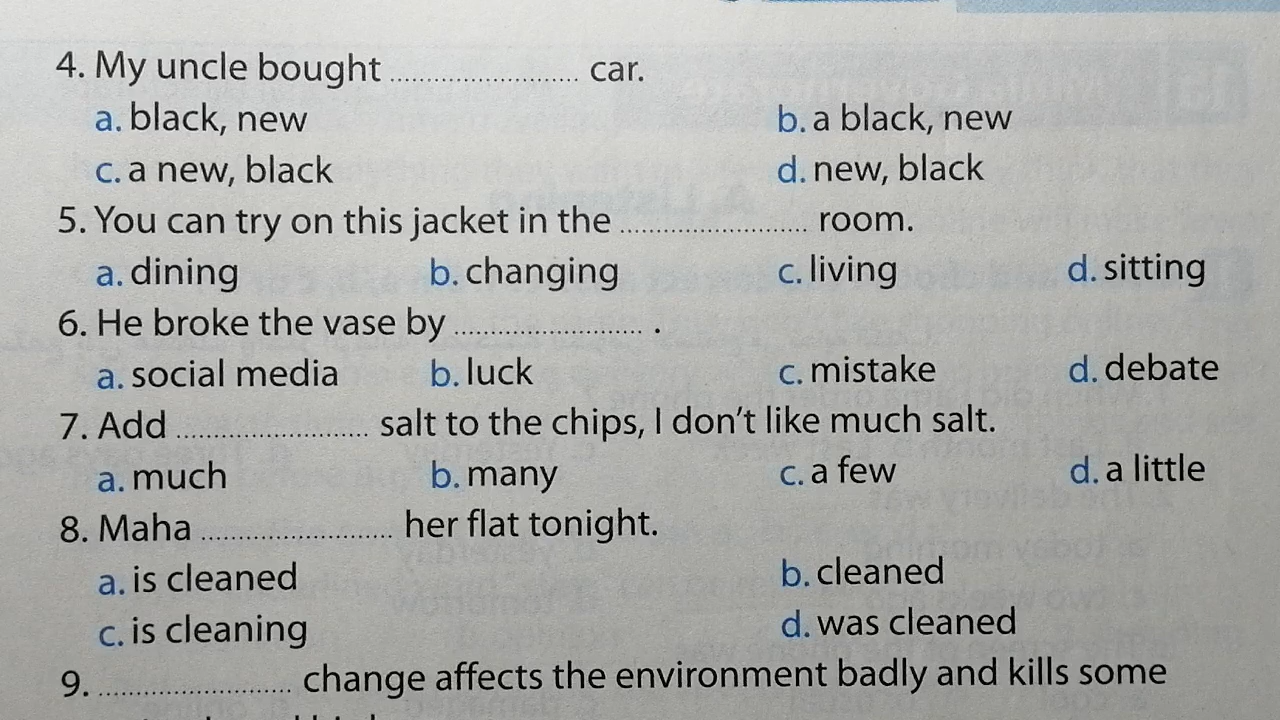 4. My uncle bought ........................ car.
a. black, new b. a black, new
c. a new, black d. new, black
5. You can try on this jacket in the ........................ room.
a. dining b. changing c. living d. sitting
6. He broke the vase by ........................ .
a. social media b. luck c. mistake d. debate
7. Add ........................ salt to the chips, I don't like much salt.
a. much b. many c. a few d. a little
8. Maha ........................ her flat tonight.
a. is cleaned b. cleaned
c. is cleaning d. was cleaned
9. ........................ change affects the environment badly and kills some